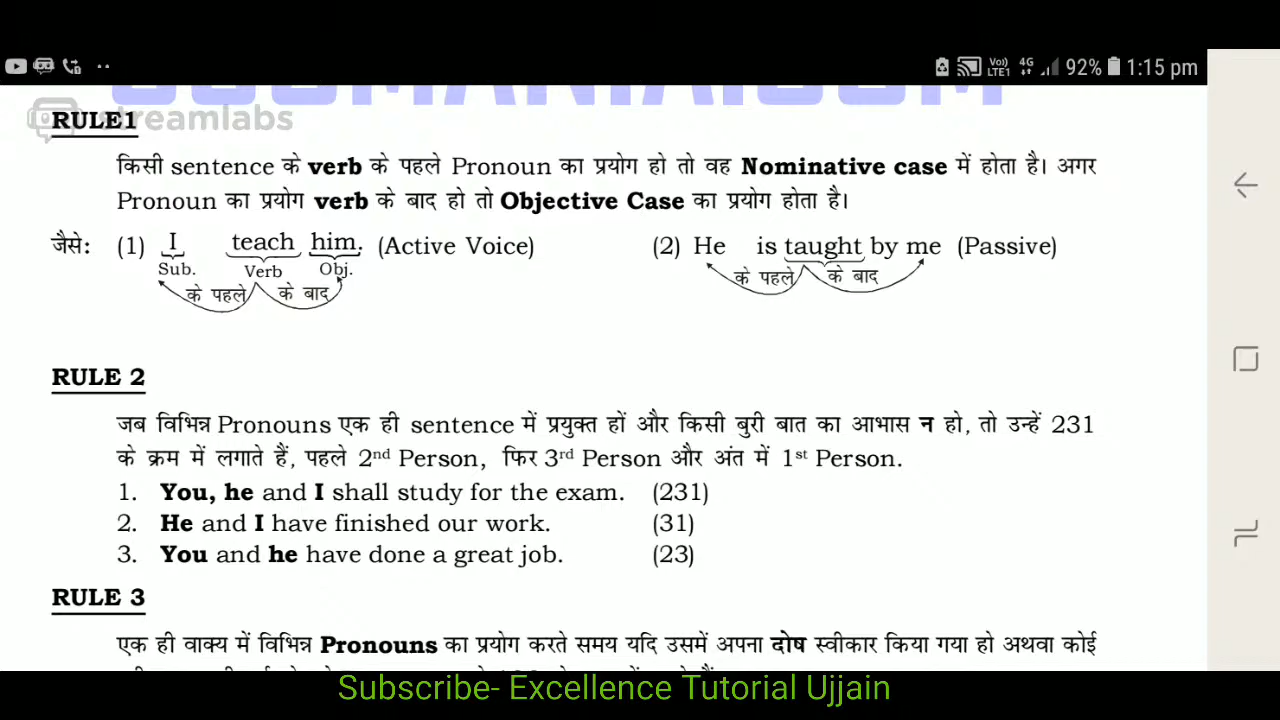 92% 1:15 pm
streamlabs
RULE1
किसी sentence के verb के पहले Pronoun का प्रयोग हो तो वह Nominative case में होता है। अगर
Pronoun का प्रयोग verb के बाद हो तो Objective Case का प्रयोग होता है।
जैसे: (1) I teach him. (Active Voice) (2) He is taught by me (Passive)
Sub. Verb Obj. के पहले के बाद
के पहले के बाद
RULE 2
जब विभिन्न Pronouns एक ही sentence में प्रयुक्त हों और किसी बुरी बात का आभास न हो, तो उन्हें 231
के क्रम में लगाते हैं, पहले 2nd Person, फिर 3rd Person और अंत में 1st Person.
1. You, he and I shall study for the exam. (231)
2. He and I have finished our work. (31)
3. You and he have done a great job. (23)
RULE 3
एक ही वाक्य में विभिन्न Pronouns का प्रयोग करते समय यदि उसमें अपना दोष स्वीकार किया गया हो अथवा कोई
Subscribe- Excellence Tutorial Ujjain